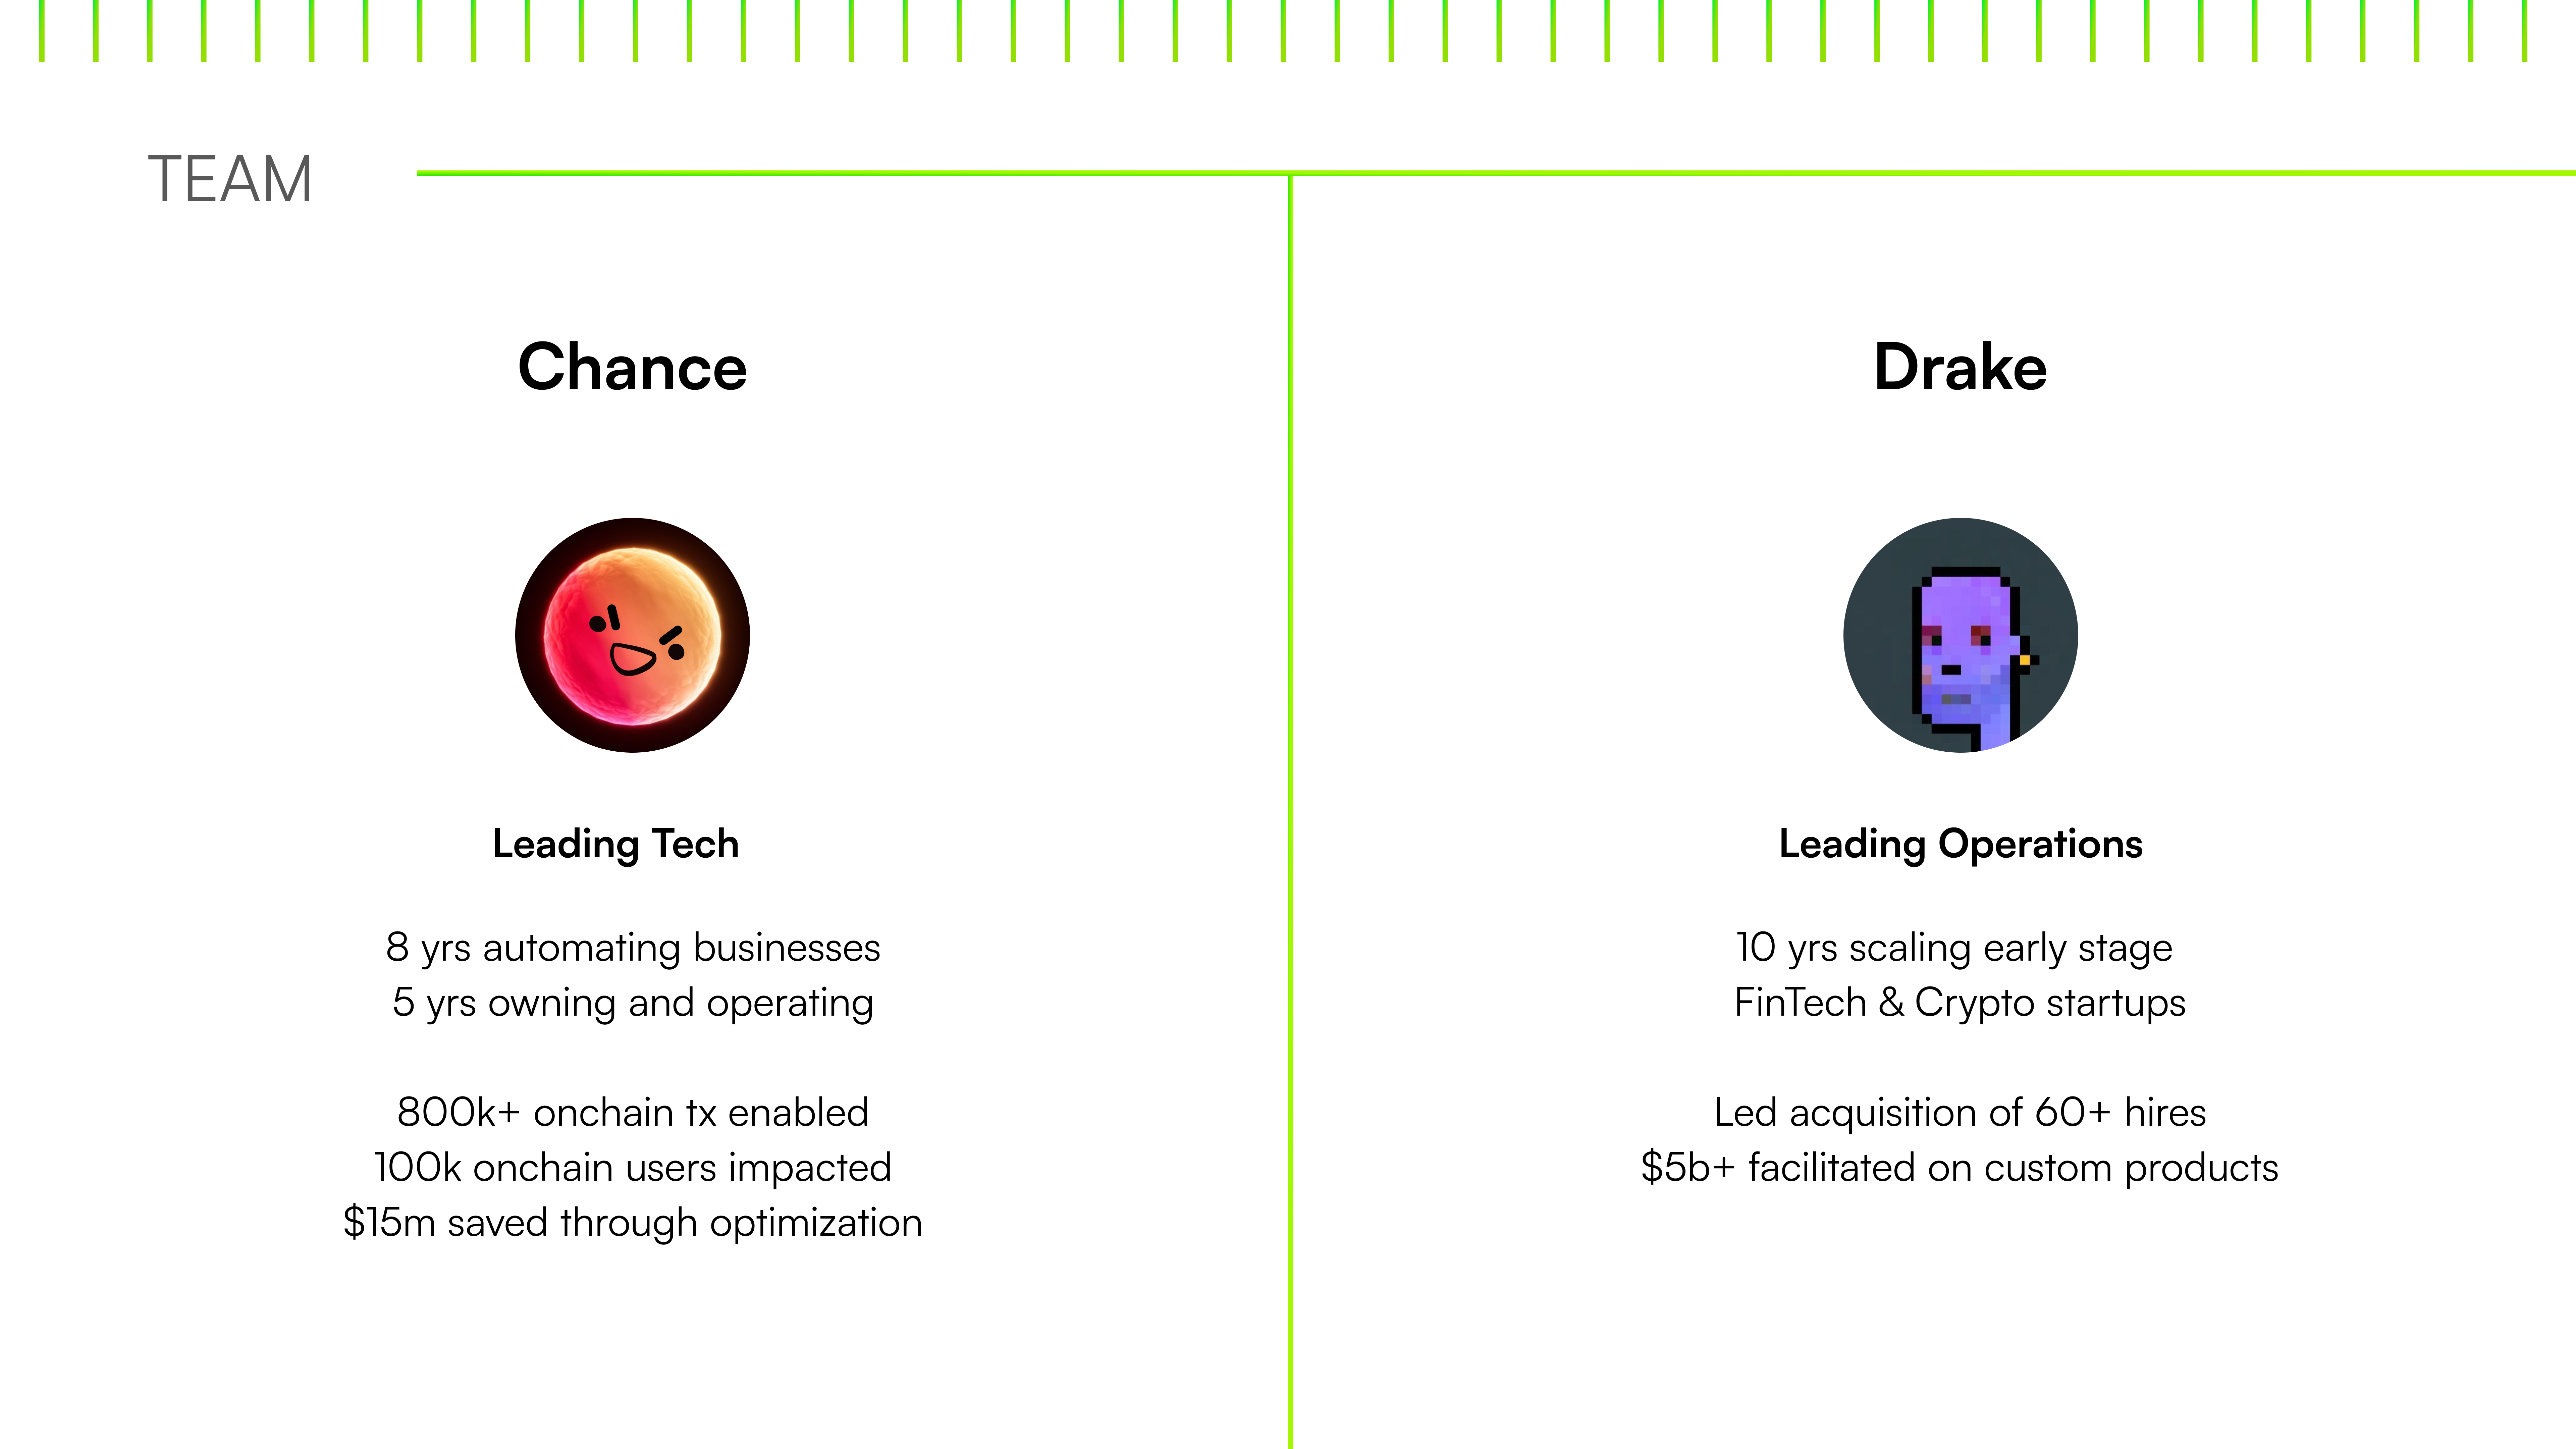 TEAM
Chance
Leading Tech
8 yrs automating businesses
5 yrs owning and operating
800k+ onchain tx enabled
100k onchain users impacted
$15m saved through optimization
Drake
Leading Operations
10 yrs scaling early stage
FinTech & Crypto startups
Led acquisition of 60+ hires
$5b+ facilitated on custom products